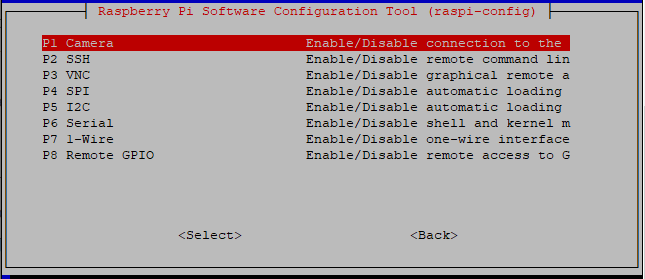 Raspberry Pi Software Configuration Tool (raspi-config)
P1 Camera Enable/Disable connection to the
P2 SSH Enable/Disable remote command lin
P3 VNC Enable/Disable graphical remote a
P4 SPI Enable/Disable automatic loading
P5 I2C Enable/Disable automatic loading
P6 Serial Enable/Disable shell and kernel m
P7 1-Wire Enable/Disable one-wire interface
P8 Remote GPIO Enable/Disable remote access to G
<Select> <Back>